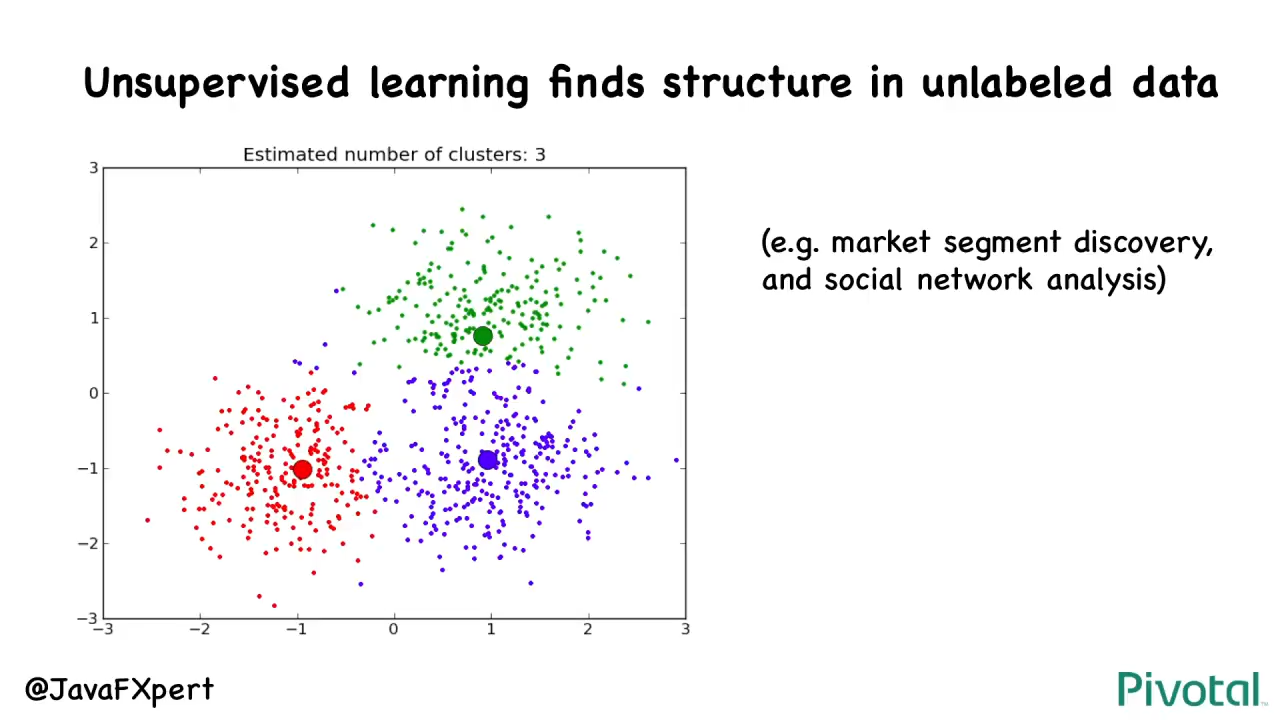 Unsupervised learning finds structure in unlabeled data
Estimated number of clusters: 3
(e.g. market segment discovery,
and social network analysis)
3
2
1
0
−1
−2
−3
−3
−2
−1
0
1
2
3
@JavaFXpert
Pivotal™